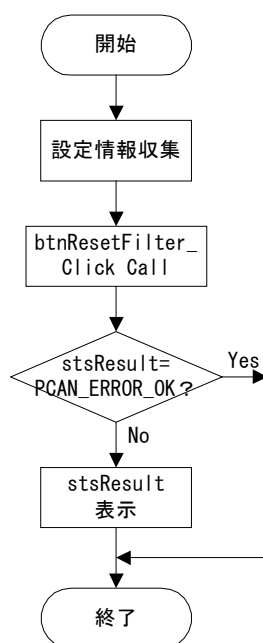 開始
設定情報収集
btnResetFilter_
Click Call
stsResult=
PCAN_ERROR_OK？
Yes
No
stsResult
表示
終了